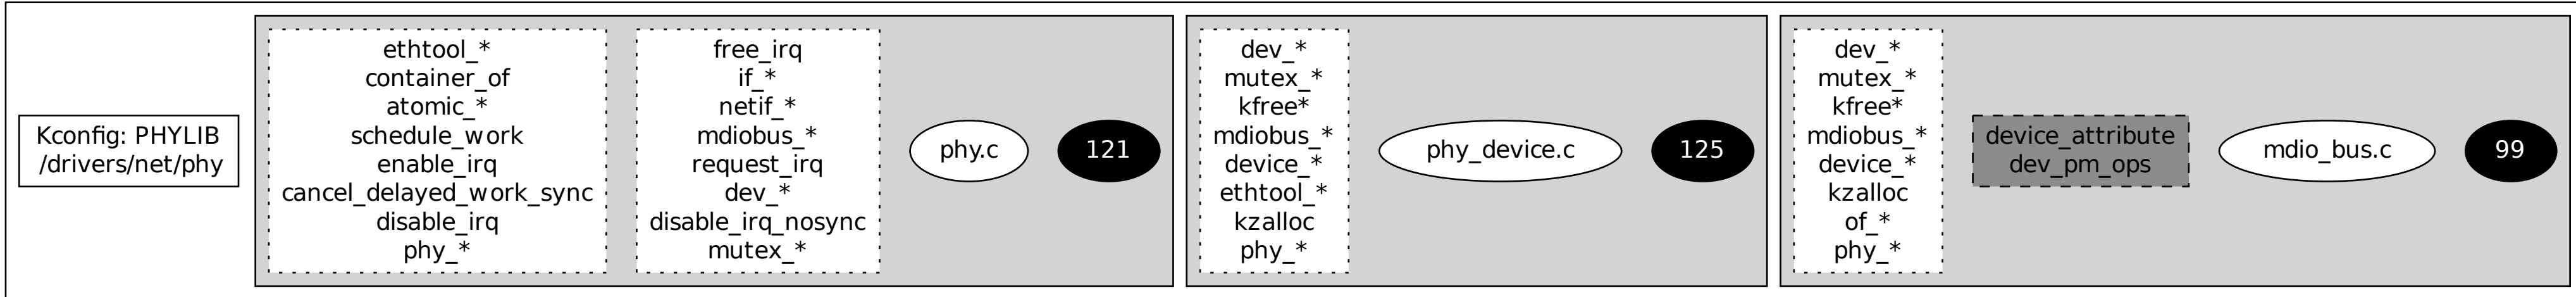 Kconfig: PHYLIB
/drivers/net/phy
ethtool_*
container_of
atomic_*
schedule_work
enable_irq
cancel_delayed_work_sync
disable_irq
phy_*
free_irq
if_*
netif_*
mdiobus_*
request_irq
dev_*
disable_irq_nosync
mutex_*
phy.c
121
dev_*
mutex_*
kfree*
mdiobus_*
device_*
ethtool_*
kzalloc
phy_*
phy_device.c
125
dev_*
mutex_*
kfree*
mdiobus_*
device_*
kzalloc
of_*
phy_*
device_attribute
dev_pm_ops
mdio_bus.c
99